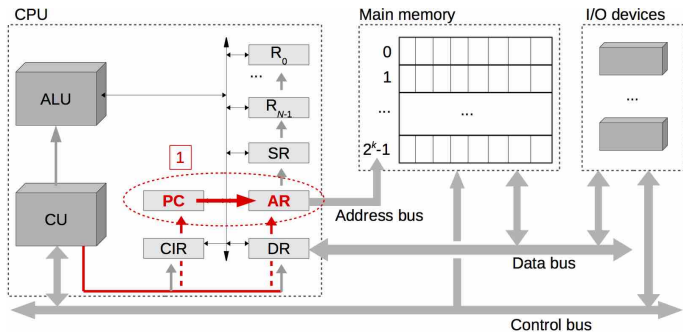 CPU
Main memory
I/O devices
R0
...
RN-1
SR
ALU
1
PC
AR
CU
CIR
DR
0
1
...
...
2^k-1
...
Address bus
Data bus
Control bus